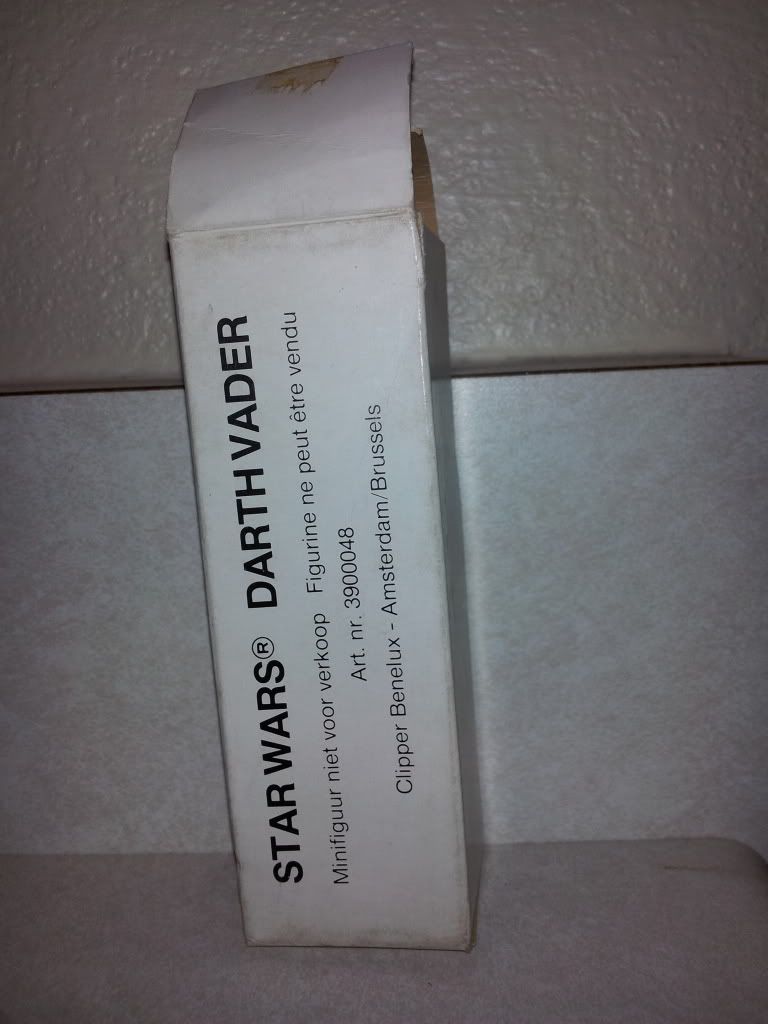 STAR WARS® DARTH VADER
Minifiguur niet voor verkoop Figurine ne peut être vendu
Art. nr. 3900048
Clipper Benelux - Amsterdam/Brussels